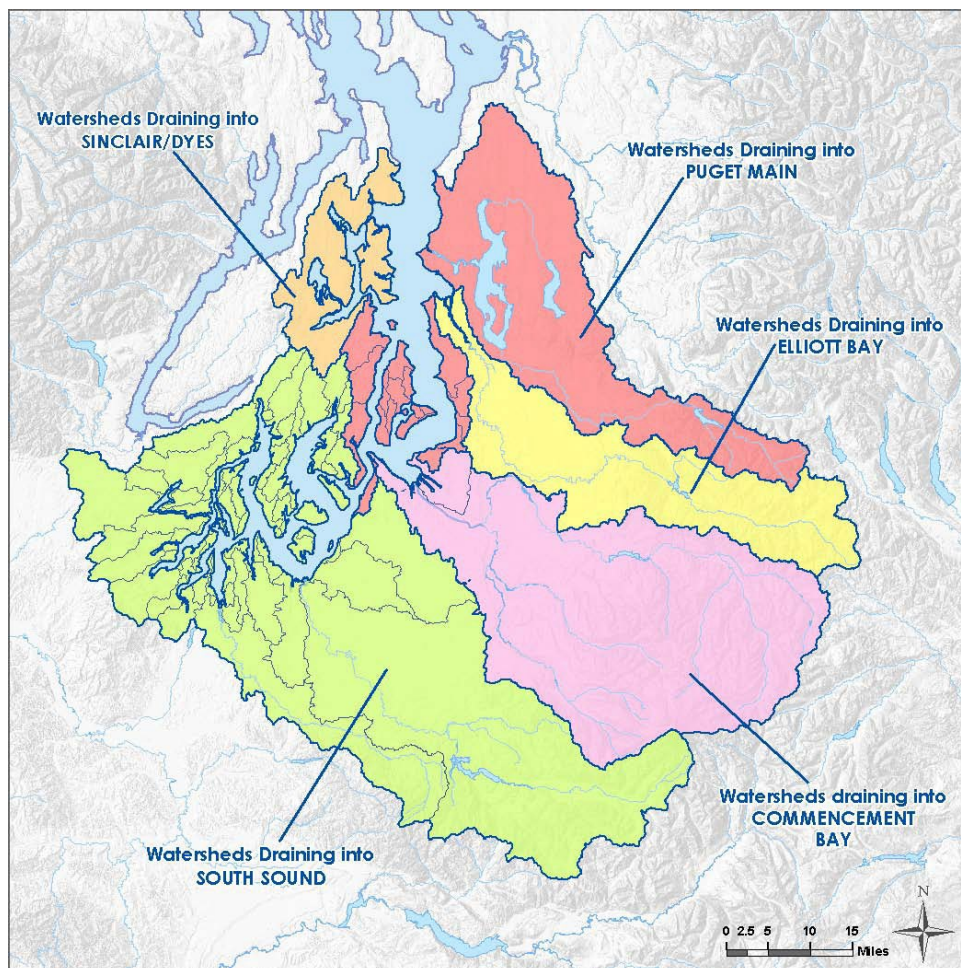 Watersheds Draining into
SINCLAIR/DYES
Watersheds Draining into
PUGET MAIN
Watersheds Draining into
ELLIOTT BAY
Watersheds draining into
COMMENCEMENT
BAY
Watersheds Draining into
SOUTH SOUND
N
0 2.5 5 10 15
Miles